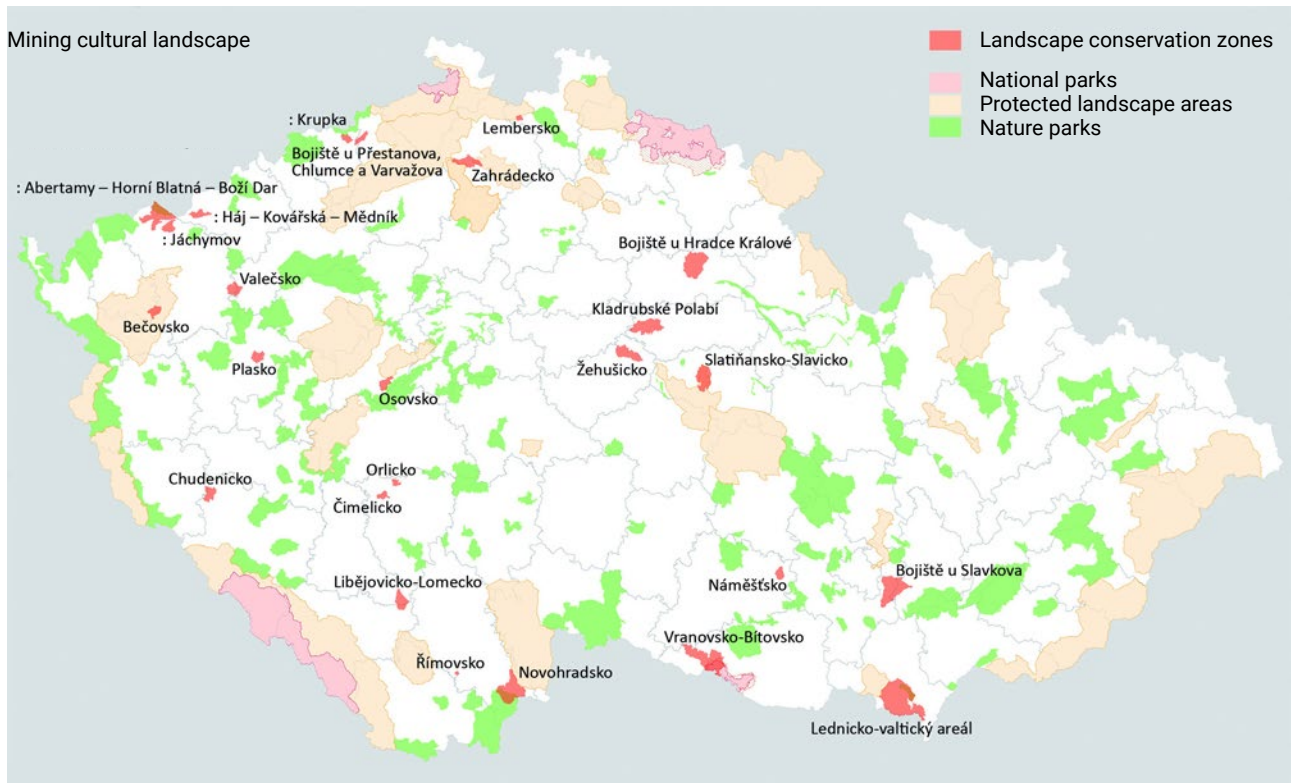 Mining cultural landscape
Landscape conservation zones
National parks
Protected landscape areas
Nature parks
: Krupka
Lembersko
Bojiště u Přestanova,
Chlumce a Varvažova
Zahrádecko
: Abertamy – Horní Blatná – Boží Dar
: Háj – Kovářská – Mědník
: Jáchymov
Bojiště u Hradce Králové
Valečsko
Kladrubské Polabí
Bečovsko
Žehušicko
Slatiňansko-Slavicko
Plasko
Osovsko
Orlicko
Chudenicko
Čimelicko
Libějovicko-Lomecko
Náměšťsko
Bojiště u Slavkova
Vranovsko-Bítovsko
Římovsko
Novohradsko
Lednicko-valtický areál